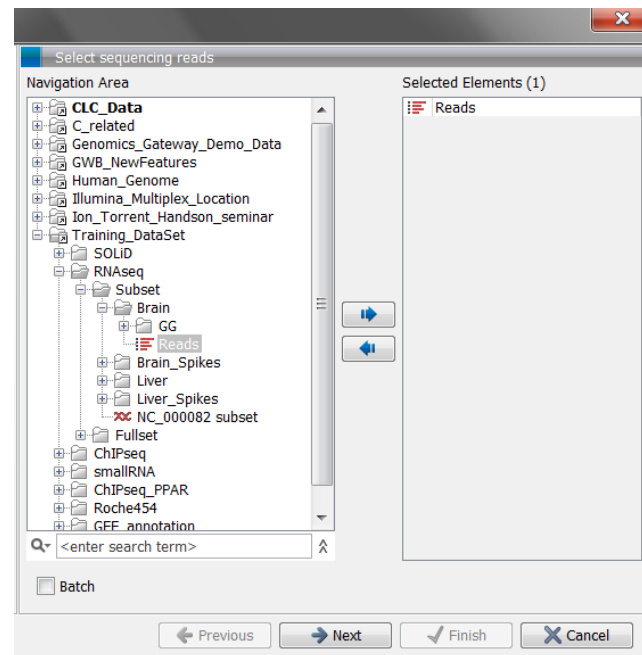 Select sequencing reads
Navigation Area
Selected Elements (1)
CLC_Data
C_related
Genomics_Gateway_Demo_Data
GWB_NewFeatures
Human_Genome
Illumina_Multiplex_Location
Ion_Torrent_Handson_seminar
Training_DataSet
SOLiD
RNAseq
Subset
Brain
GG
Reads
Brain_Spikes
Liver
Liver_Spikes
NC_000082 subset
Fullset
ChIPseq
smallRNA
ChIPseq_PPAR
Roche454
GFF_annotation
Reads
<enter search term>
Batch
Previous
Next
Finish
Cancel